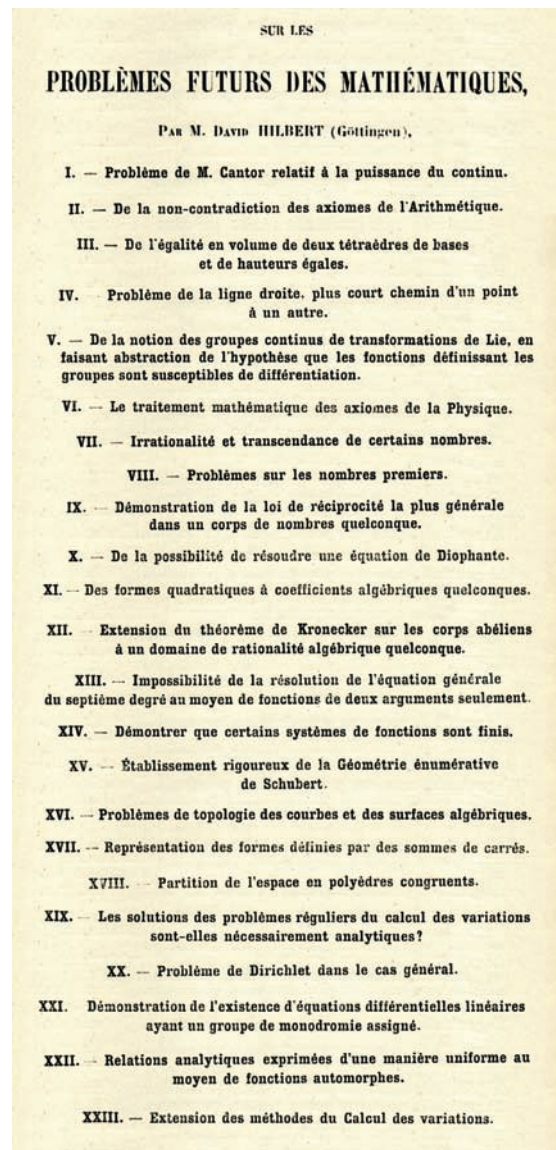 SUR LES
PROBLÈMES FUTURS DES MATHÉMATIQUES,
PAR M. DAVID HILBERT (Göttingen),
I. — Problème de M. Cantor relatif à la puissance du continu.
II. — De la non-contradiction des axiomes de l'Arithmétique.
III. — De l'égalité en volume de deux tétraèdres de bases
et de hauteurs égales.
IV. Problème de la ligne droite, plus court chemin d'un point
à un autre.
V. — De la notion des groupes continus de transformations de Lie, en
faisant abstraction de l'hypothèse que les fonctions définissant les
groupes sont susceptibles de différentiation.
VI. — Le traitement mathématique des axiomes de la Physique.
VII. — Irrationalité et transcendance de certains nombres.
VIII. — Problèmes sur les nombres premiers.
IX. — Démonstration de la loi de réciprocité la plus générale
dans un corps de nombres quelconque.
X. — De la possibilité de résoudre une équation de Diophante.
XI. — Des formes quadratiques à coefficients algébriques quelconques.
XII. — Extension du théorème de Kronecker sur les corps abéliens
à un domaine de rationalité algébrique quelconque.
XIII. — Impossibilité de la résolution de l'équation générale
du septième degré au moyen de fonctions de deux arguments seulement.
XIV. — Démontrer que certains systèmes de fonctions sont finis.
XV. — Établissement rigoureux de la Géométrie énumérative
de Schubert.
XVI. — Problèmes de topologie des courbes et des surfaces algébriques.
XVII. — Représentation des formes définies par des sommes de carrés.
XVIII. — Partition de l'espace en polyèdres congruents.
XIX. — Les solutions des problèmes réguliers du calcul des variations
sont-elles nécessairement analytiques?
XX. — Problème de Dirichlet dans le cas général.
XXI. Démonstration de l'existence d'équations différentielles linéaires
ayant un groupe de monodromie assigné.
XXII. — Relations analytiques exprimées d'une manière uniforme au
moyen de fonctions automorphes.
XXIII. — Extension des méthodes du Calcul des variations.